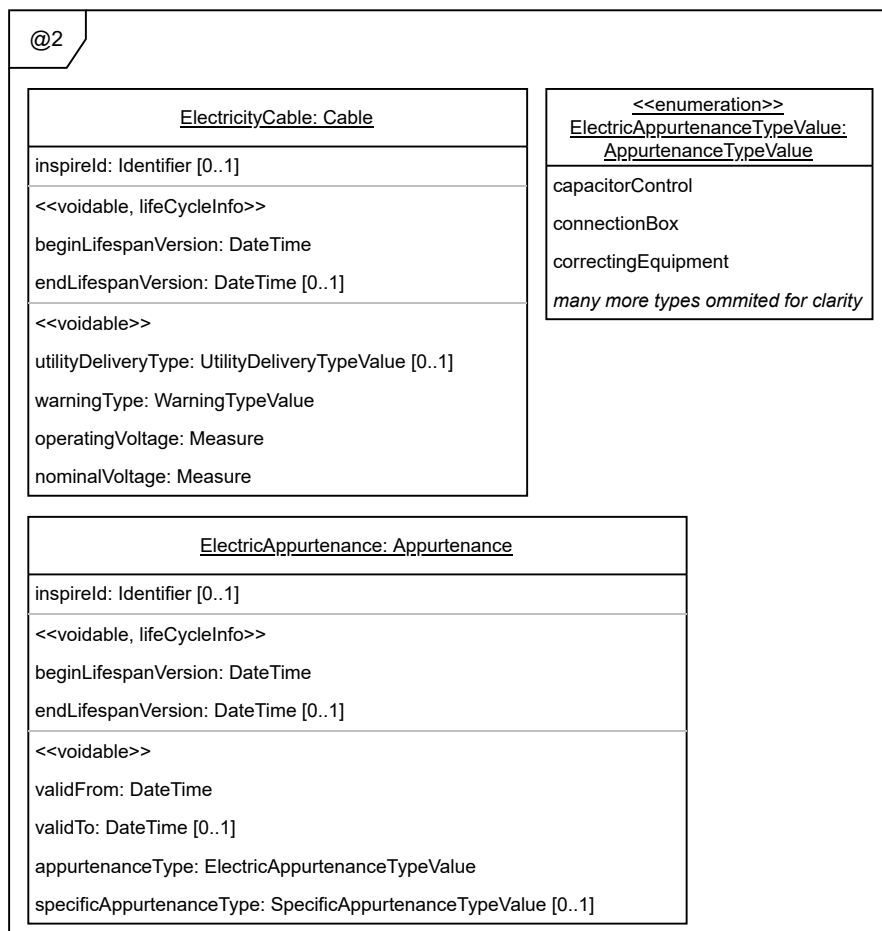 @2
ElectricityCable: Cable
inspireId: Identifier [0..1]
<<voidable, lifeCycleInfo>>
beginLifespanVersion: DateTime
endLifespanVersion: DateTime [0..1]
<<voidable>>
utilityDeliveryType: UtilityDeliveryTypeValue [0..1]
warningType: WarningTypeValue
operatingVoltage: Measure
nominalVoltage: Measure
<<enumeration>>
ElectricAppurtenanceTypeValue:
AppurtenanceTypeValue
capacitorControl
connectionBox
correctingEquipment
many more types ommited for clarity
ElectricAppurtenance: Appurtenance
inspireId: Identifier [0..1]
<<voidable, lifeCycleInfo>>
beginLifespanVersion: DateTime
endLifespanVersion: DateTime [0..1]
<<voidable>>
validFrom: DateTime
validTo: DateTime [0..1]
appurtenanceType: ElectricAppurtenanceTypeValue
specificAppurtenanceType: SpecificAppurtenanceTypeValue [0..1]